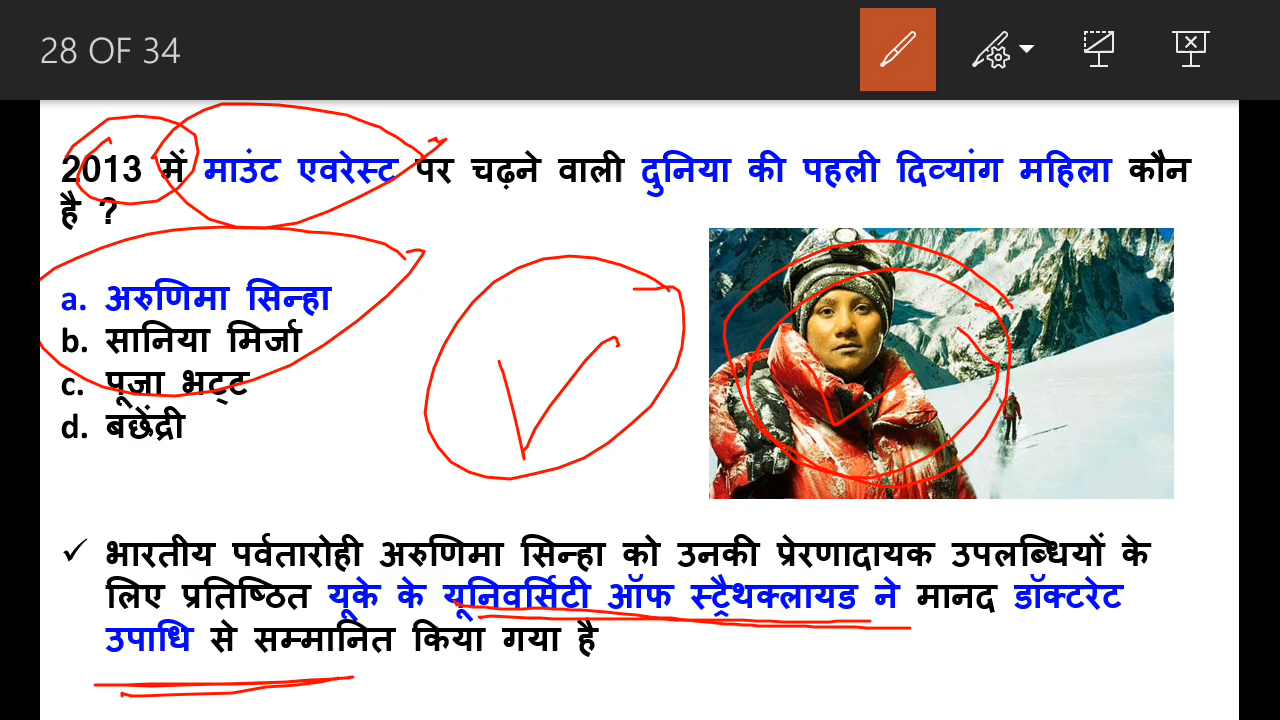 28 OF 34
2013 में माउंट एवरेस्ट पर चढ़ने वाली दुनिया की पहली दिव्यांग महिला कौन
है ?
a. अरुणिमा सिन्हा
b. सानिया मिर्जा
c. पूजा भट्ट
d. बछेंद्री
✓ भारतीय पर्वतारोही अरुणिमा सिन्हा को उनकी प्रेरणादायक उपलब्धियों के
लिए प्रतिष्ठित यूके के यूनिवर्सिटी ऑफ स्ट्रैथक्लायड ने मानद डॉक्टरेट
उपाधि से सम्मानित किया गया है